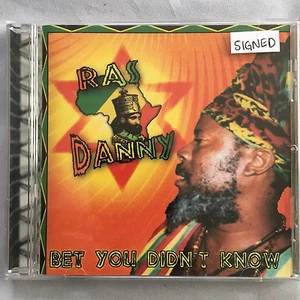 SIGNED
RAS
DANNY
BET YOU DIDN'T KNOW